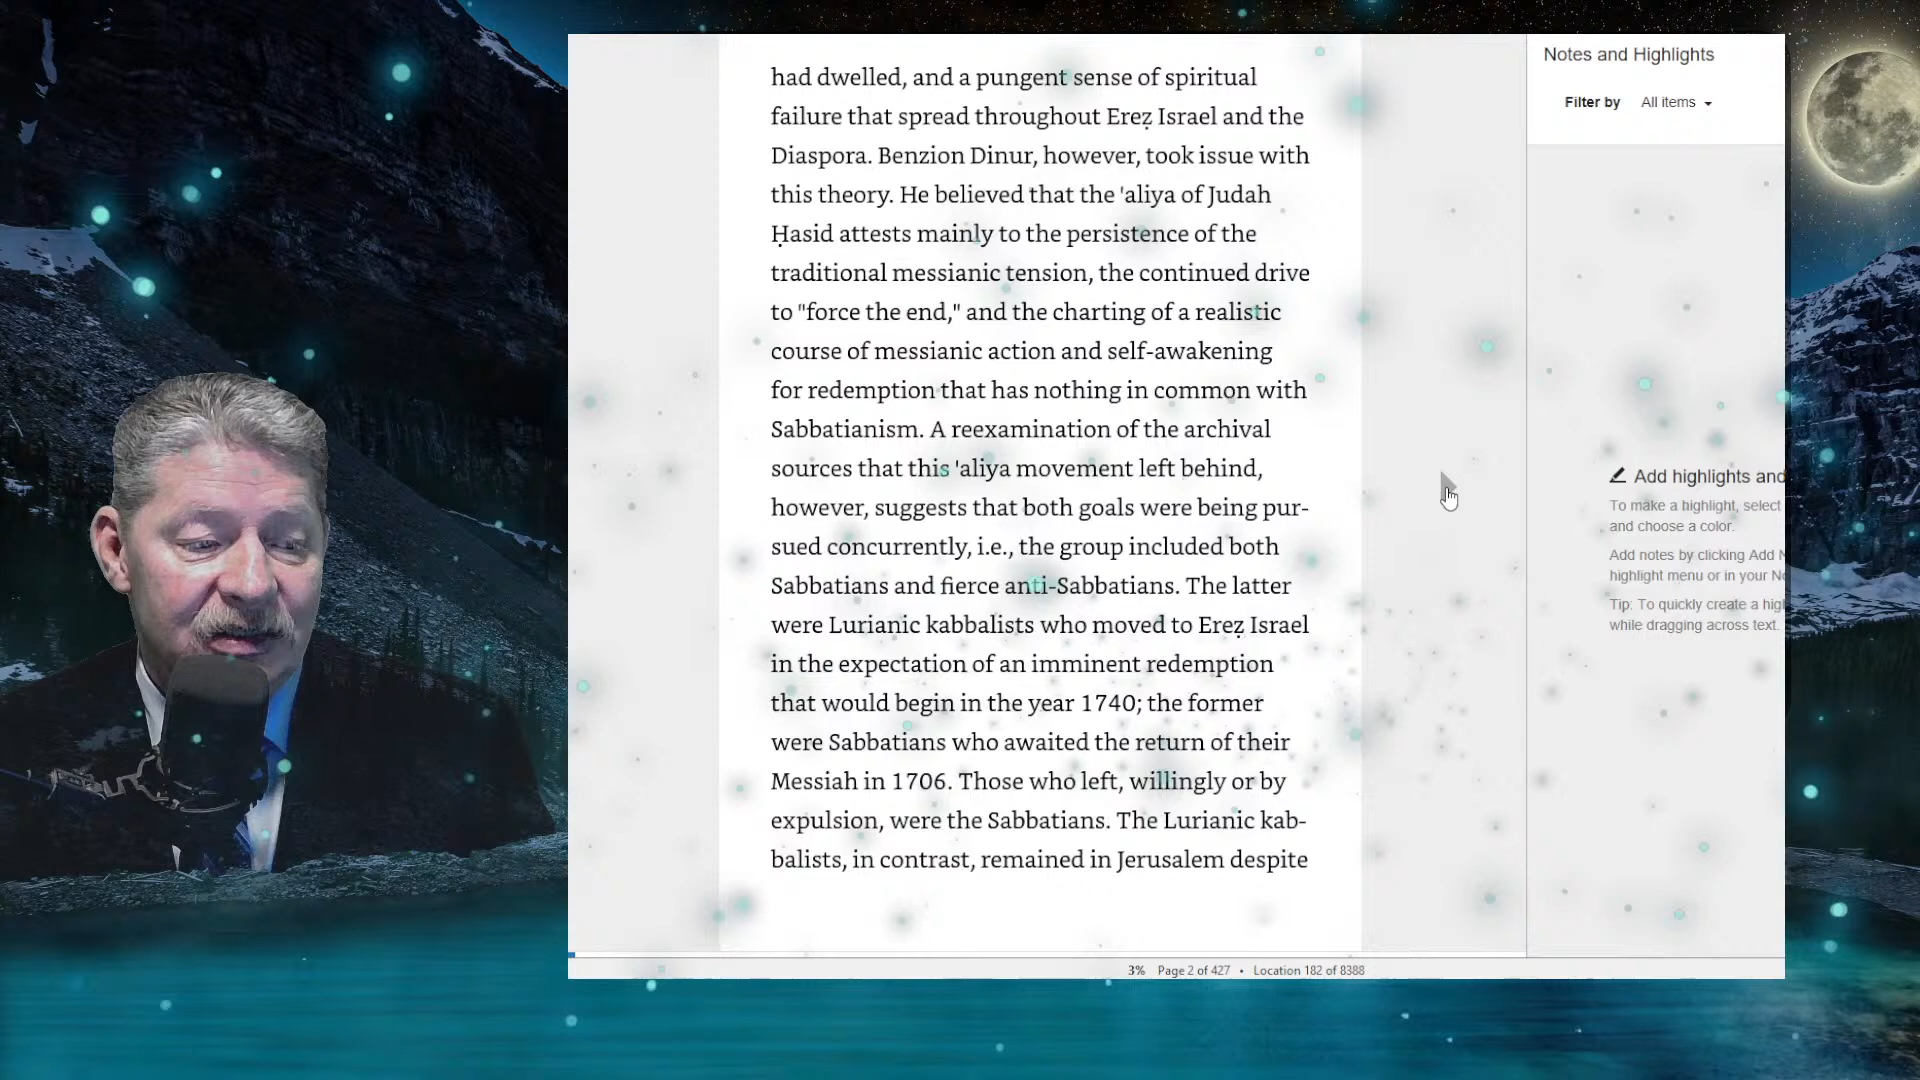 had dwelled, and a pungent sense of spiritual
failure that spread throughout Ereẓ Israel and the
Diaspora. Benzion Dinur, however, took issue with
this theory. He believed that the 'aliya of Judah
Ḥasid attests mainly to the persistence of the
traditional messianic tension, the continued drive
to "force the end," and the charting of a realistic
course of messianic action and self-awakening
for redemption that has nothing in common with
Sabbatianism. A reexamination of the archival
sources that this 'aliya movement left behind,
however, suggests that both goals were being pur-
sued concurrently, i.e., the group included both
Sabbatians and fierce anti-Sabbatians. The latter
were Lurianic kabbalists who moved to Ereẓ Israel
in the expectation of an imminent redemption
that would begin in the year 1740; the former
were Sabbatians who awaited the return of their
Messiah in 1706. Those who left, willingly or by
expulsion, were the Sabbatians. The Lurianic kab-
balists, in contrast, remained in Jerusalem despite
3% Page 2 of 427 • Location 182 of 8388
Notes and Highlights
Filter by All items
Add highlights and
To make a highlight, select
and choose a color.
Add notes by clicking Add N
highlight menu or in your No
Tip: To quickly create a hig
while dragging across text.